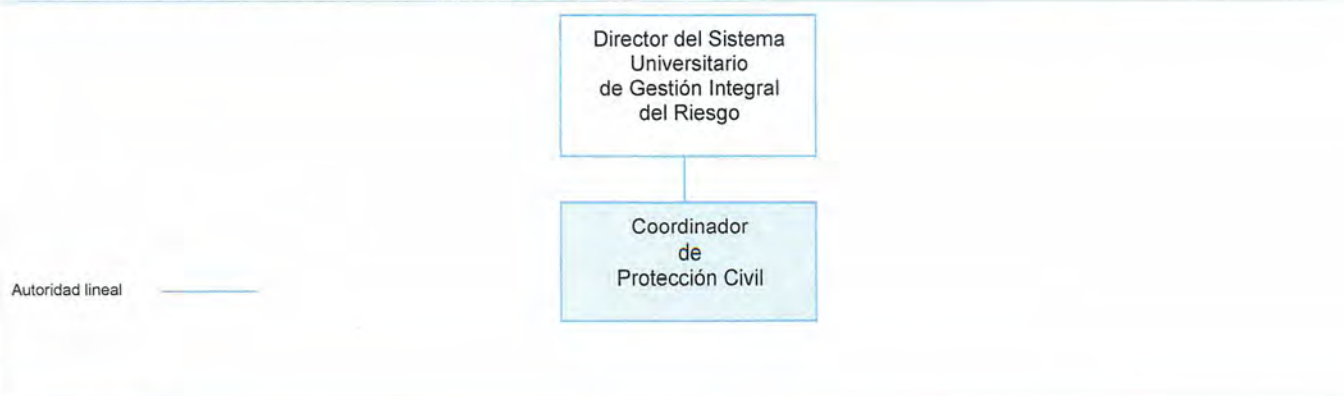 Director del Sistema
Universitario
de Gestión Integral
del Riesgo
Coordinador
de
Protección Civil
Autoridad lineal